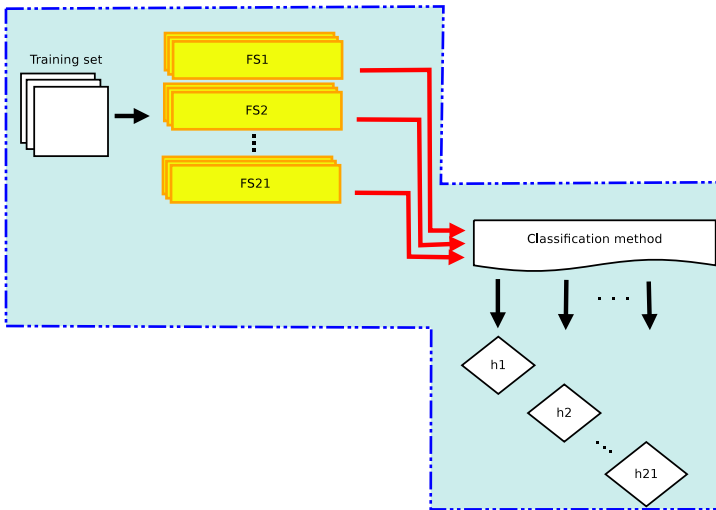 Training set
FS1
FS2
FS21
Classification method
h1
h2
h21